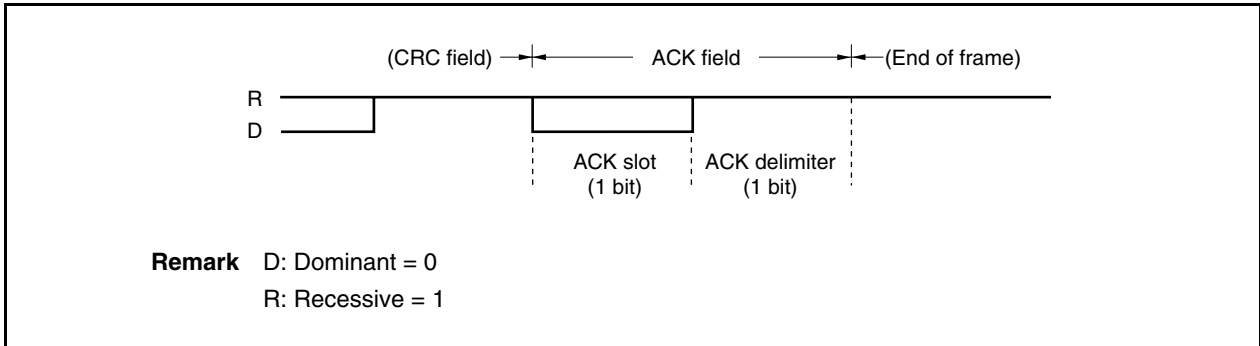 (CRC field) ACK field (End of frame)
R
D
ACK slot ACK delimiter
(1 bit) (1 bit)
Remark D: Dominant = 0
R: Recessive = 1